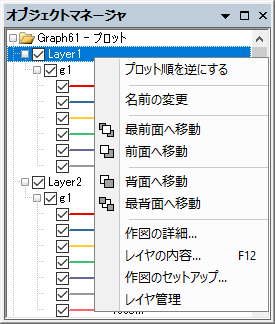 オブジェクトマネージャ
Graph61 - プロット
Layer1
g1
プロット順を逆にする
名前の変更
最前面へ移動
前面へ移動
背面へ移動
最背面へ移動
作図の詳細...
レイヤの内容... F12
作図のセットアップ...
レイヤ管理
Layer2
g1